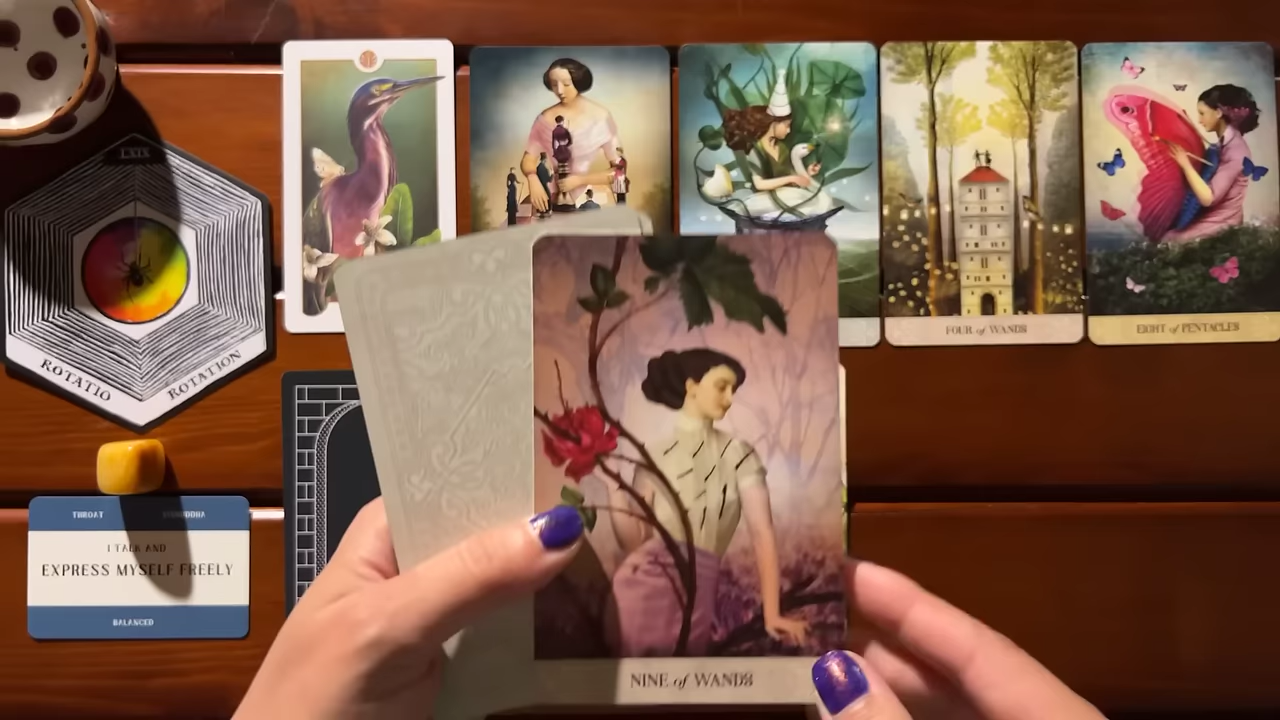 LXIX
ROTATIO
ROTATION
THROAT
I TALK AND
EXPRESS MYSELF FREELY
BALANCED
FOUR of WANDS
EIGHT of PENTACLES
NINE of WANDS